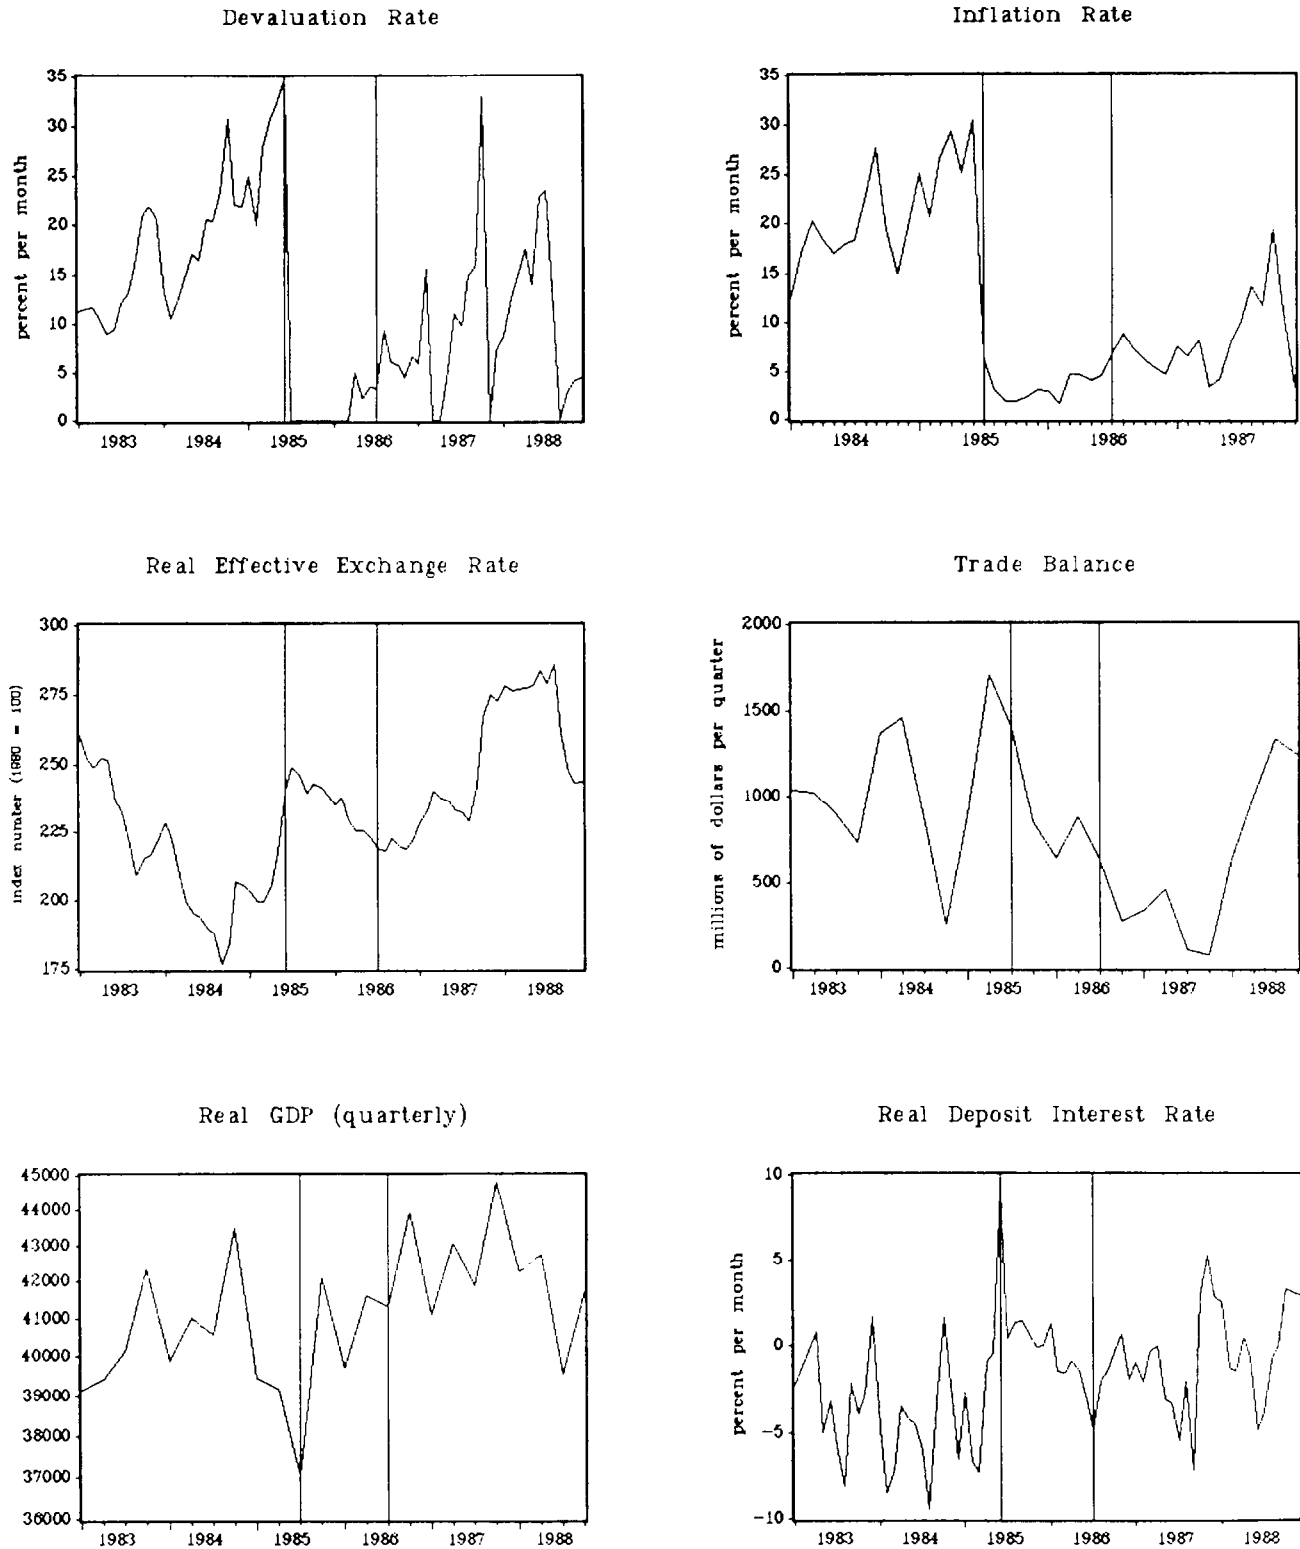 Devaluation Rate
percent per month
35
30
25
20
15
10
5
0
1983 1984 1985 1986 1987 1988
Inflation Rate
percent per month
35
30
25
20
15
10
5
0
1984 1985 1986 1987
Real Effective Exchange Rate
index number (1980 = 100)
300
275
250
225
200
175
1983 1984 1985 1986 1987 1988
Trade Balance
millions of dollars per quarter
2000
1500
1000
500
0
1983 1984 1985 1986 1987 1988
Real GDP (quarterly)
45000
44000
43000
42000
41000
40000
39000
38000
37000
36000
1983 1984 1985 1986 1987 1988
Real Deposit Interest Rate
percent per month
10
5
0
-5
-10
1983 1984 1985 1986 1987 1988